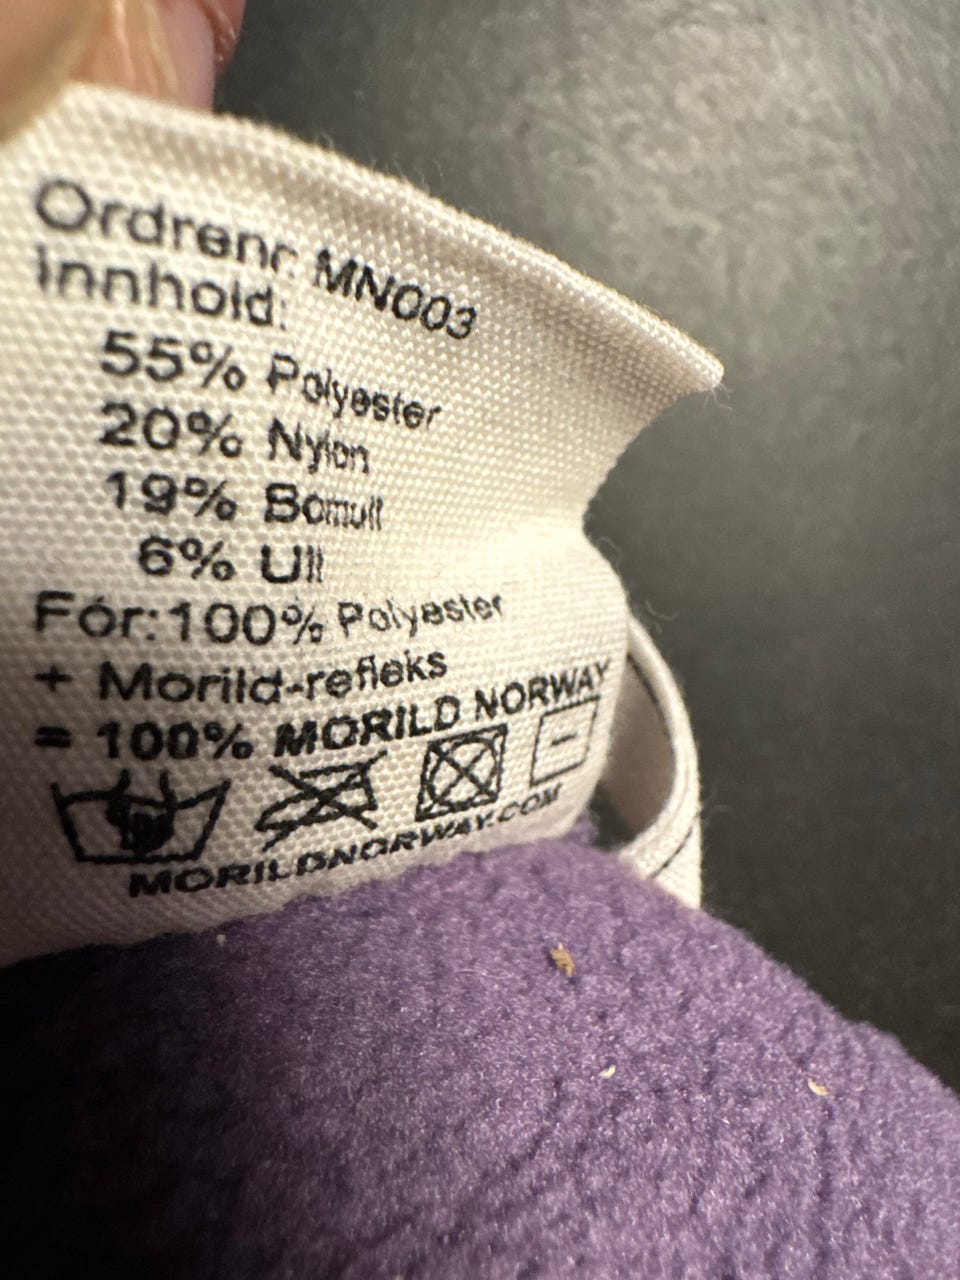 Ordrenr: MN003
Innhold:
55% Polyester
20% Nylon
19% Bomull
6% Ull
Fór: 100% Polyester
+ Morild-refleks
= 100% MORILD NORWAY
MORILDNORWAY.COM